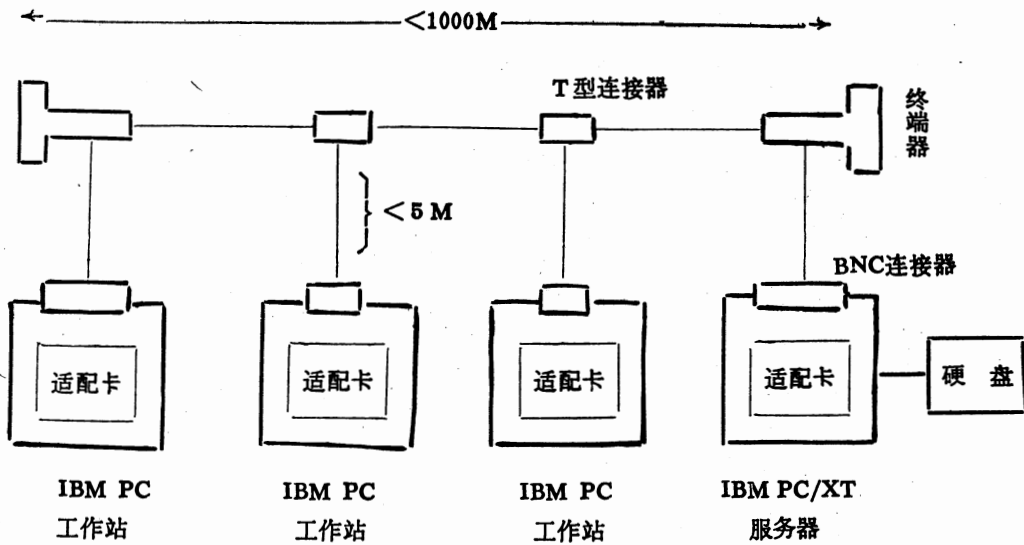 <1000M
T型连接器
终端器
<5M
BNC连接器
适配卡
适配卡
适配卡
适配卡
硬 盘
IBM PC
IBM PC
IBM PC
IBM PC/XT
工作站
工作站
工作站
服务器